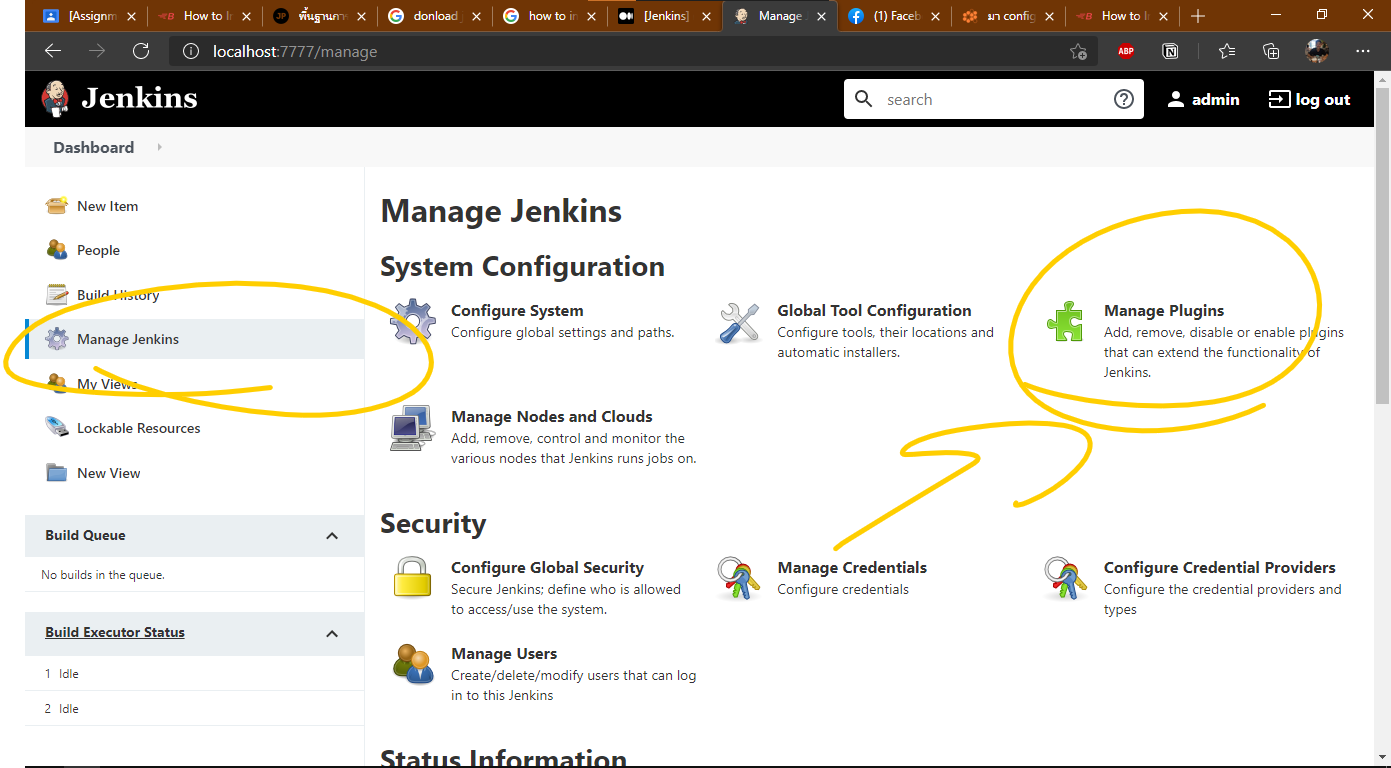 [Assignm
How to I
พื้นฐานกา
donload j
how to in
[Jenkins]
Manage J
(1) Faceb
มา config
How to I
localhost:7777/manage
ABP
Jenkins
search
admin
log out
Dashboard
New Item
People
Build History
Manage Jenkins
My Views
Lockable Resources
New View
Build Queue
No builds in the queue.
Build Executor Status
1 Idle
2 Idle
Manage Jenkins
System Configuration
Configure System
Configure global settings and paths.
Global Tool Configuration
Configure tools, their locations and
automatic installers.
Manage Plugins
Add, remove, disable or enable plugins
that can extend the functionality of
Jenkins.
Manage Nodes and Clouds
Add, remove, control and monitor the
various nodes that Jenkins runs jobs on.
Security
Configure Global Security
Secure Jenkins; define who is allowed
to access/use the system.
Manage Credentials
Configure credentials
Configure Credential Providers
Configure the credential providers and
types
Manage Users
Create/delete/modify users that can log
in to this Jenkins
Status Information